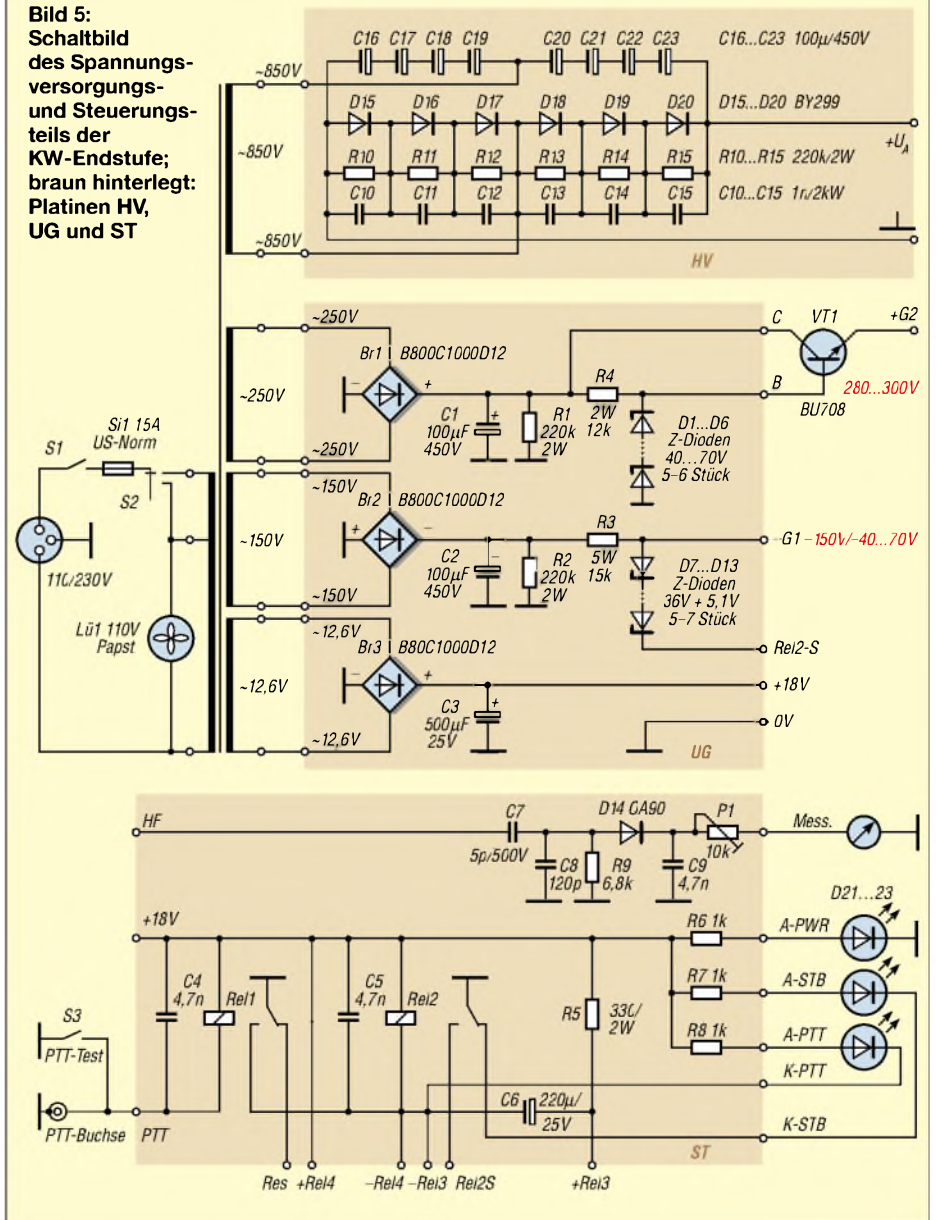 Bild 5:
Schaltbild
des Spannungs-
versorgungs-
und Steuerungs-
teils der
KW-Endstufe;
braun hinterlegt:
Platinen HV,
UG und ST
C16 C17 C18 C19 C20 C21 C22 C23 C16...C23 100µ/450V
~850V
D15 D16 D17 D18 D19 D20 D15...D20 BY299
+UA
~850V
R10 R11 R12 R13 R14 R15 R10...R15 220k/2W
C10 C11 C12 C13 C14 C15 C10...C15 1n/2kW
~850V
HV
~250V
C VT1 +G2
Br1 B800C1000D12
– +
R4
B
280...300V
~250V
2W
12k
BU708
C1
100µF
450V
+
R1
220k
2W
D1...D6
Z-Dioden
40...70V
5–6 Stück
~250V
Si1 15A
US-Norm
S1
S2
~150V
Br2 B800C1000D12
+ –
R3
-G1 –150V/–40...70V
~150V
5W
15k
110/230V
C2
100µF
450V
–
R2
220k
2W
D7...D13
Z-Dioden
36V + 5,1V
5–7 Stück
~150V
Lü1 110V
Papst
~12,6V
Br3 B80C1000D12
Rel2-S
– +
~12,6V
+18V
C3
500µF
25V
+
0V
~12,6V
UG
HF
C7
5p/500V
D14 OA90
P1
10k
Mess.
C8
120p
R9
6,8k
C9
4,7n
D21...23
+18V
R6 1k
A-PWR
C4
4,7n
Rel1
C5
4,7n
Rel2
R7 1k
A-STB
R5
330/
2W
S3
PTT-Test
R8 1k
A-PTT
K-PTT
C6
220µ/
25V
PTT-Buchse PTT
K-STB
ST
Res +Rel4 –Rel4 –Rel3 Rel2S +Rel3